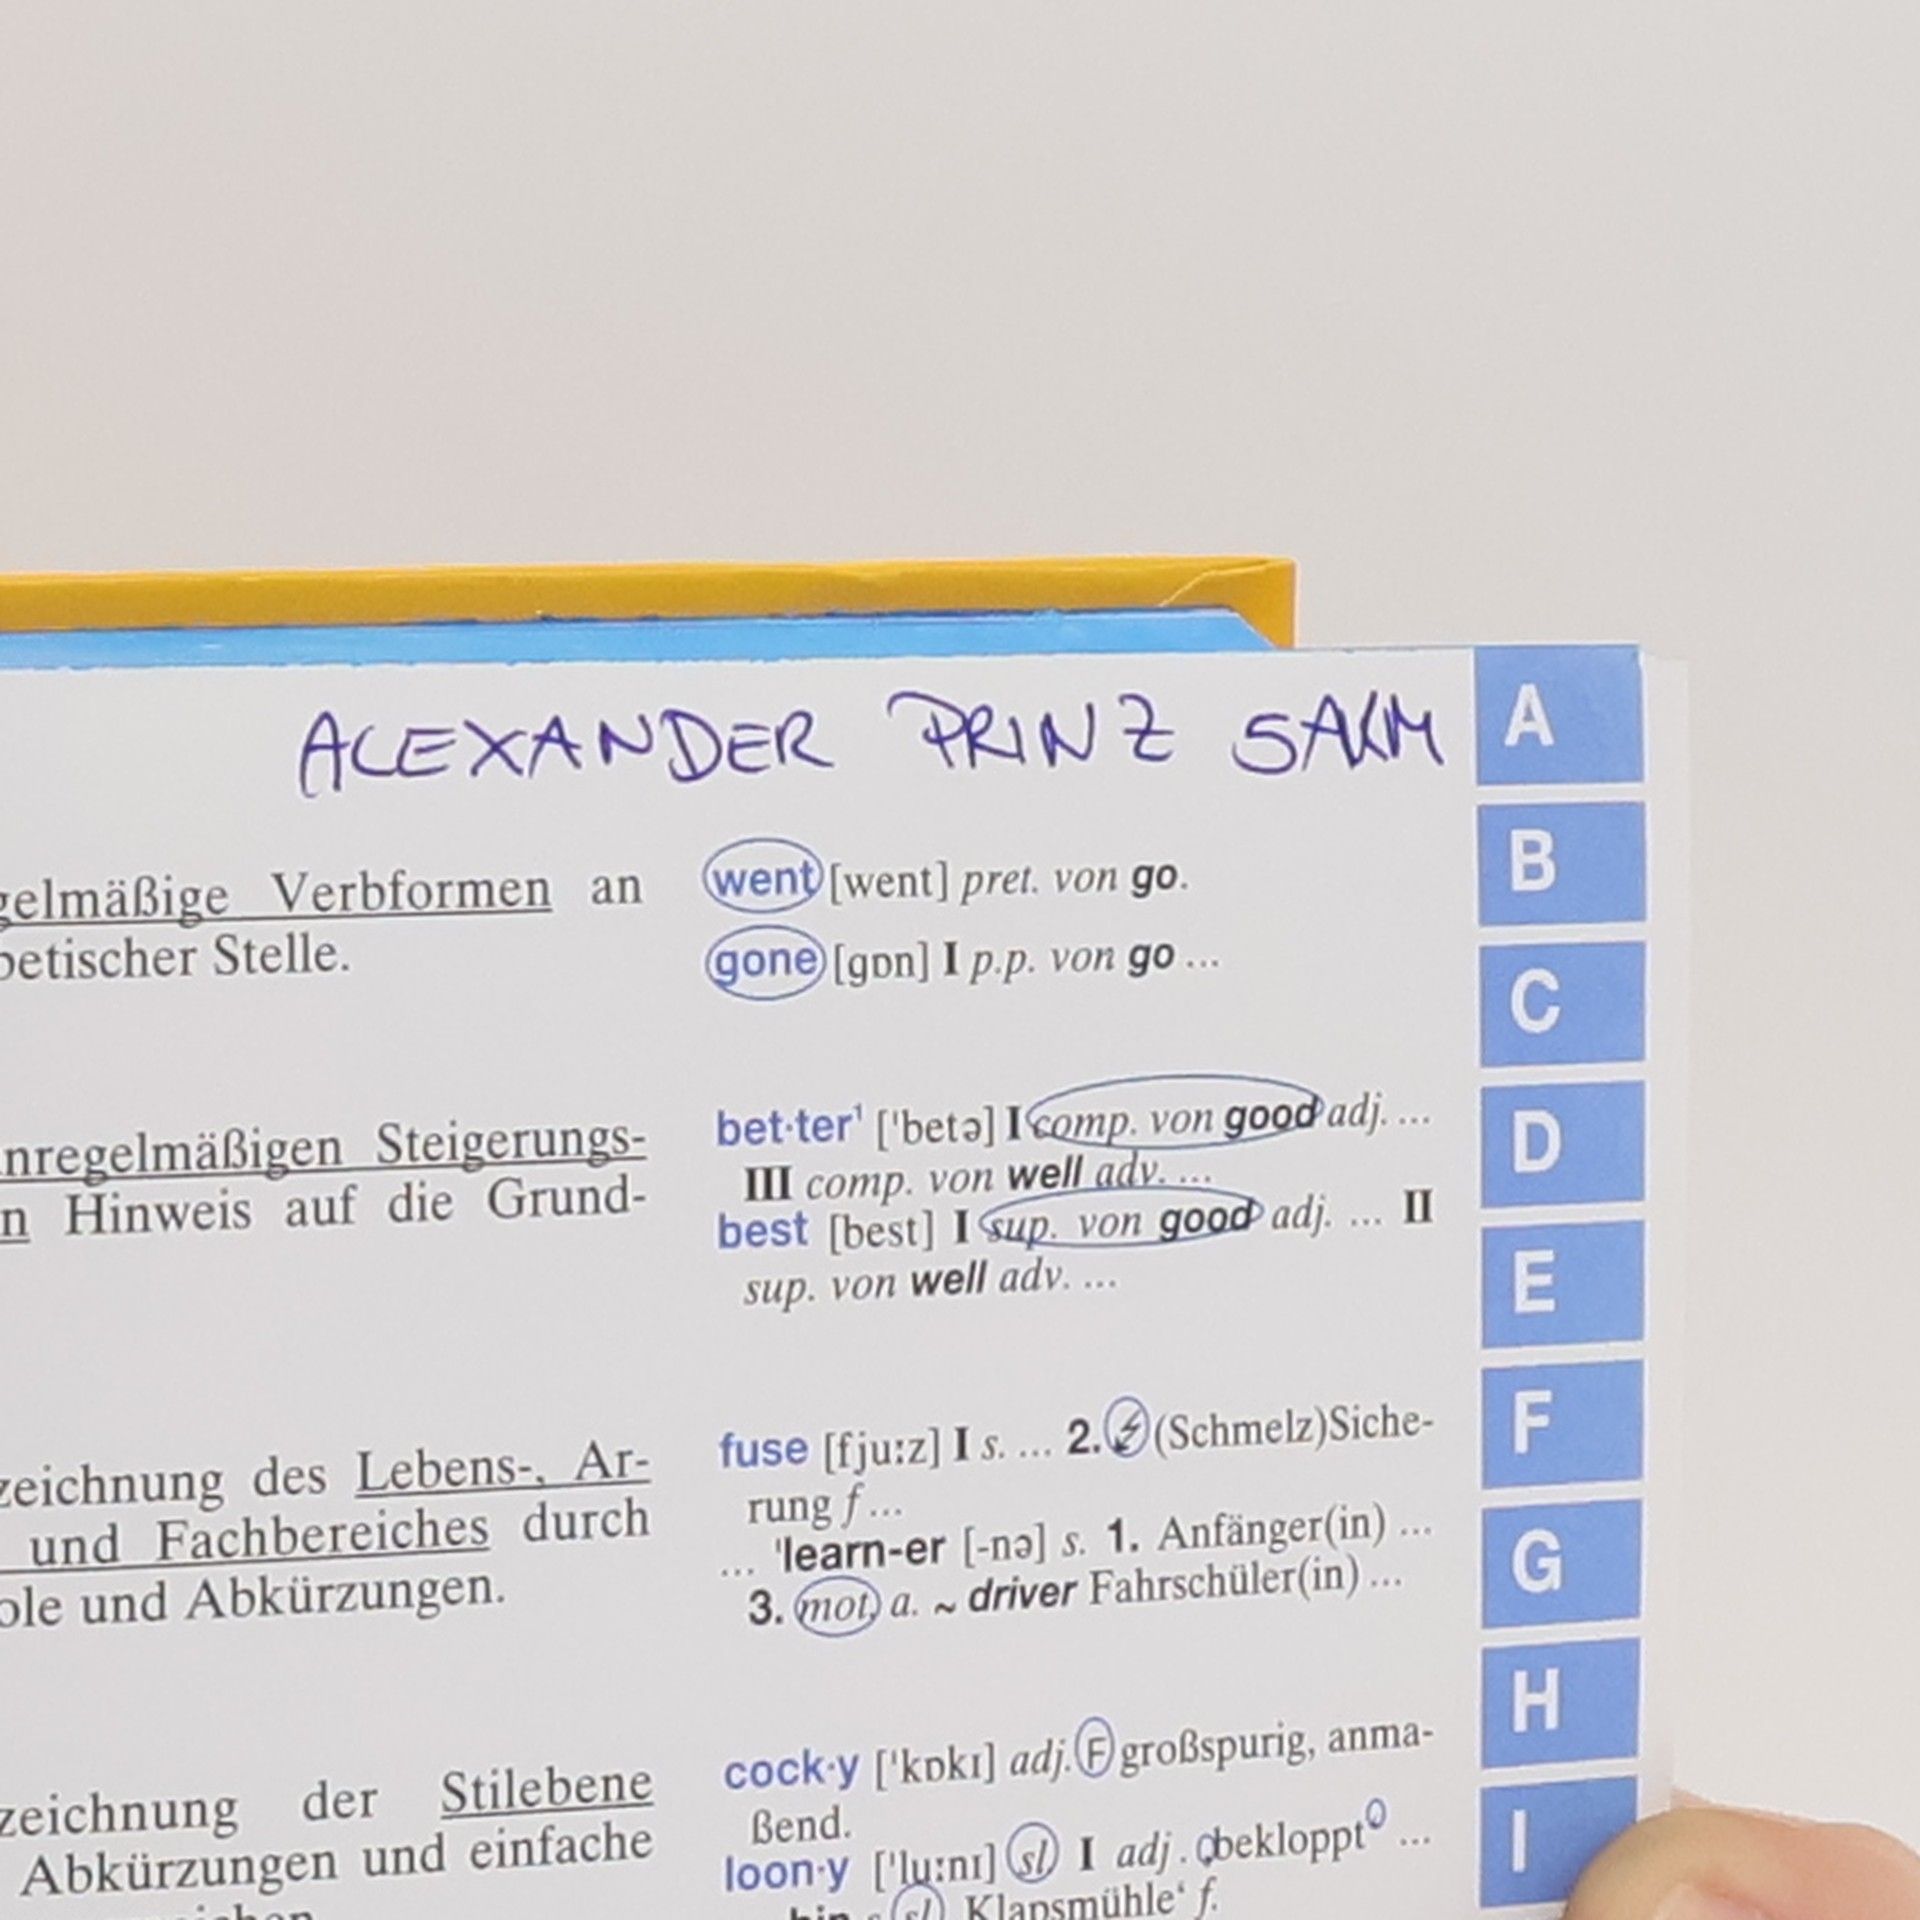 ALEXANDER PRINZ SALM
gelmäßige Verbformen an
betischer Stelle.
went [went] pret. von go.
gone [gɒn] I p.p. von go ...
nregelmäßigen Steigerungs-
n Hinweis auf die Grund-
bet·ter¹ ['betə] I comp. von good adj. ...
III comp. von well adv. ...
best [best] I sup. von good adj. ... II
sup. von well adv. ...
zeichnung des Lebens-, Ar-
und Fachbereiches durch
ole und Abkürzungen.
fuse [fju:z] I s. ... 2. ⚡ (Schmelz)Siche-
rung f ...
... 'learn-er [-nə] s. 1. Anfänger(in) ...
3. mot. a. ~ driver Fahrschüler(in) ...
zeichnung der Stilebene
Abkürzungen und einfache
cock·y ['kɒkɪ] adj. F großspurig, anma-
ßend.
loon·y ['lu:nɪ] sl I adj. bekloppt ...
bin s. sl Klapsmühle' f.
A
B
C
D
E
F
G
H
I